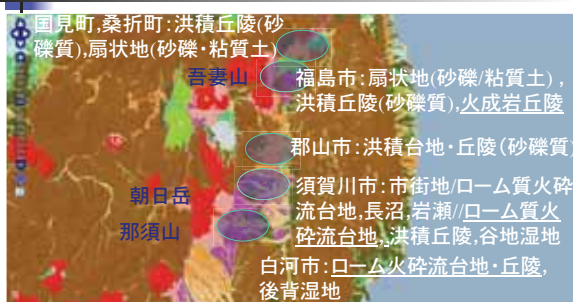 国見町,桑折町:洪積丘陵(砂
礫質),扇状地(砂礫・粘質土)
吾妻山
福島市:扇状地(砂礫/粘質土),
洪積丘陵(砂礫質),火成岩丘陵
郡山市:洪積台地・丘陵(砂礫質)
須賀川市:市街地/ローム質火砕
流台地,長沼,岩瀬//ローム質火
砕流台地,洪積丘陵,谷地湿地
朝日岳
那須山
白河市:ローム火砕流台地・丘陵,
後背湿地